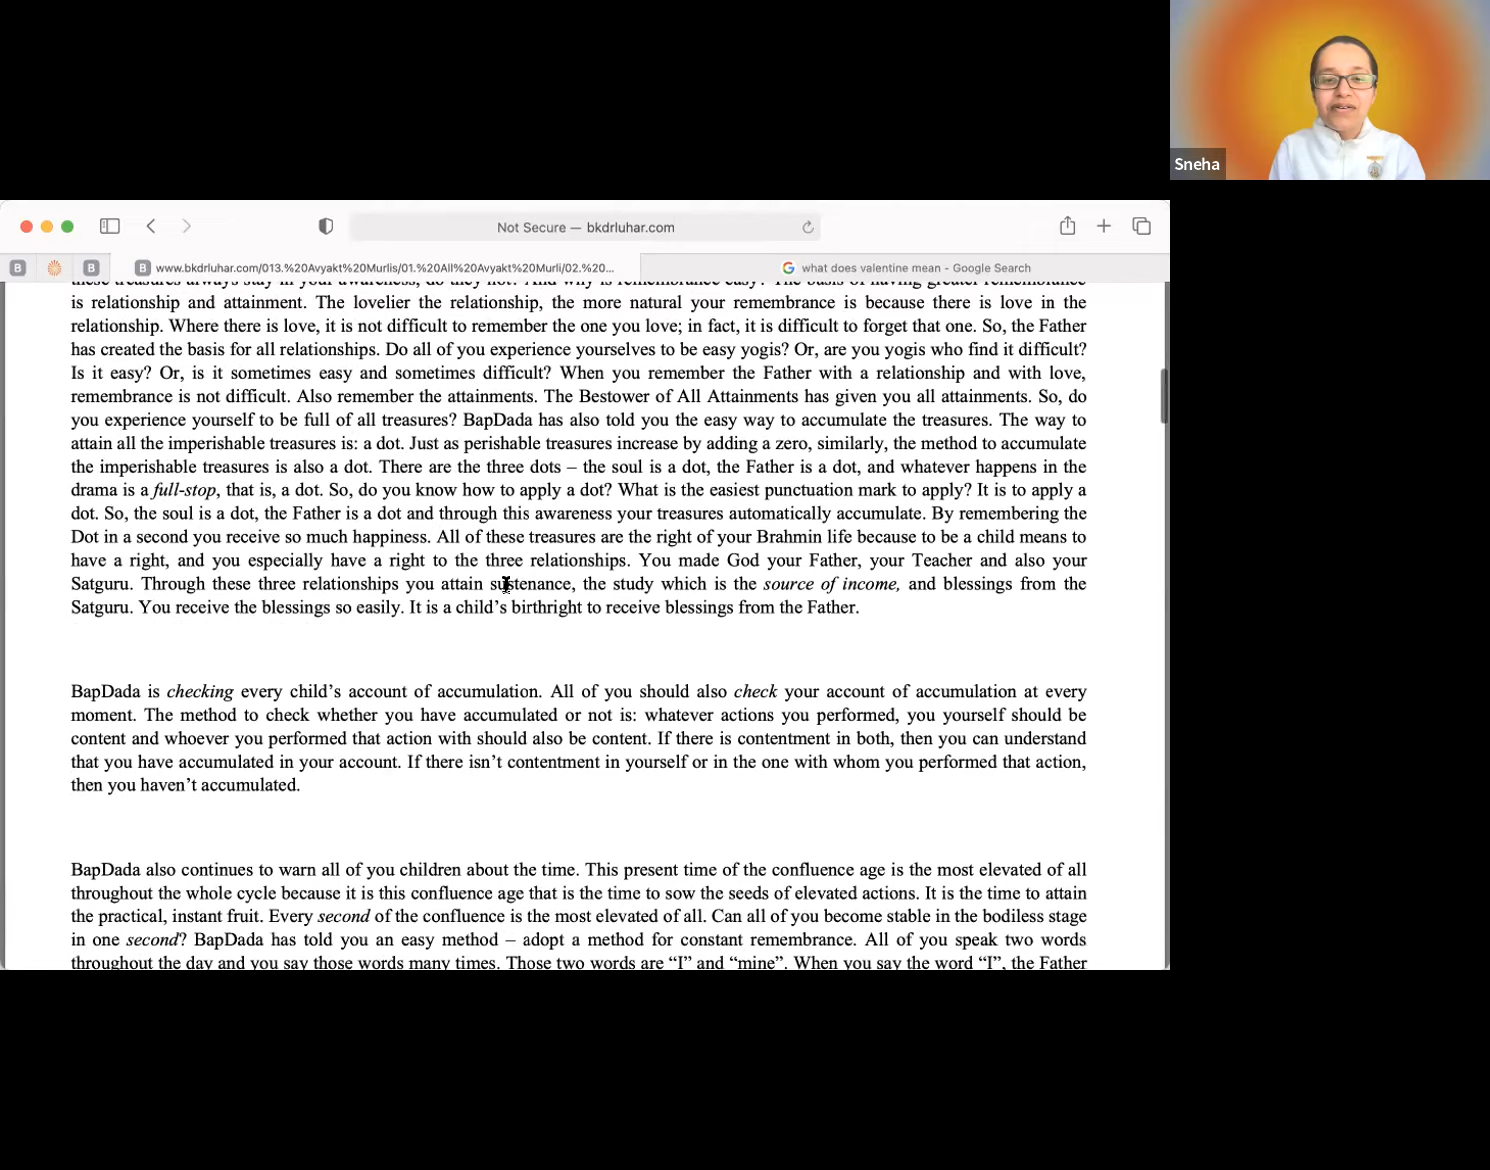 Sneha
Not Secure — bkdrluhar.com
B
B
B www.bkdrluhar.com/013.%20Avyakt%20Murlis/01.%20All%20Avyakt%20Murli/02.%20...
what does valentine mean - Google Search
these treasures always stay in your awareness, do they not? And why is remembrance easy? The basis of having greater remembrance
is relationship and attainment. The lovelier the relationship, the more natural your remembrance is because there is love in the
relationship. Where there is love, it is not difficult to remember the one you love; in fact, it is difficult to forget that one. So, the Father
has created the basis for all relationships. Do all of you experience yourselves to be easy yogis? Or, are you yogis who find it difficult?
Is it easy? Or, is it sometimes easy and sometimes difficult? When you remember the Father with a relationship and with love,
remembrance is not difficult. Also remember the attainments. The Bestower of All Attainments has given you all attainments. So, do
you experience yourself to be full of all treasures? BapDada has also told you the easy way to accumulate the treasures. The way to
attain all the imperishable treasures is: a dot. Just as perishable treasures increase by adding a zero, similarly, the method to accumulate
the imperishable treasures is also a dot. There are the three dots – the soul is a dot, the Father is a dot, and whatever happens in the
drama is a full-stop, that is, a dot. So, do you know how to apply a dot? What is the easiest punctuation mark to apply? It is to apply a
dot. So, the soul is a dot, the Father is a dot and through this awareness your treasures automatically accumulate. By remembering the
Dot in a second you receive so much happiness. All of these treasures are the right of your Brahmin life because to be a child means to
have a right, and you especially have a right to the three relationships. You made God your Father, your Teacher and also your
Satguru. Through these three relationships you attain sustenance, the study which is the source of income, and blessings from the
Satguru. You receive the blessings so easily. It is a child’s birthright to receive blessings from the Father.
BapDada is checking every child’s account of accumulation. All of you should also check your account of accumulation at every
moment. The method to check whether you have accumulated or not is: whatever actions you performed, you yourself should be
content and whoever you performed that action with should also be content. If there is contentment in both, then you can understand
that you have accumulated in your account. If there isn’t contentment in yourself or in the one with whom you performed that action,
then you haven’t accumulated.
BapDada also continues to warn all of you children about the time. This present time of the confluence age is the most elevated of all
throughout the whole cycle because it is this confluence age that is the time to sow the seeds of elevated actions. It is the time to attain
the practical, instant fruit. Every second of the confluence is the most elevated of all. Can all of you become stable in the bodiless stage
in one second? BapDada has told you an easy method – adopt a method for constant remembrance. All of you speak two words
throughout the day and you say those words many times. Those two words are “I” and “mine”. When you say the word “I”, the Father